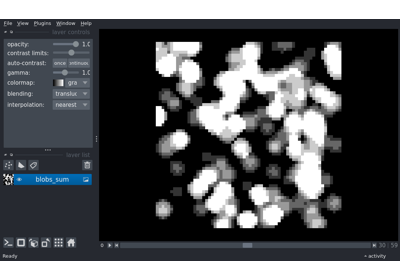 File View Plugins Window Help
layer controls
opacity: 1.0
contrast limits:
auto-contrast: once continuous
gamma: 1.0
colormap: gra
blending: translu
interpolation: nearest
layer list
blobs_sum
0 30 59
Ready activity